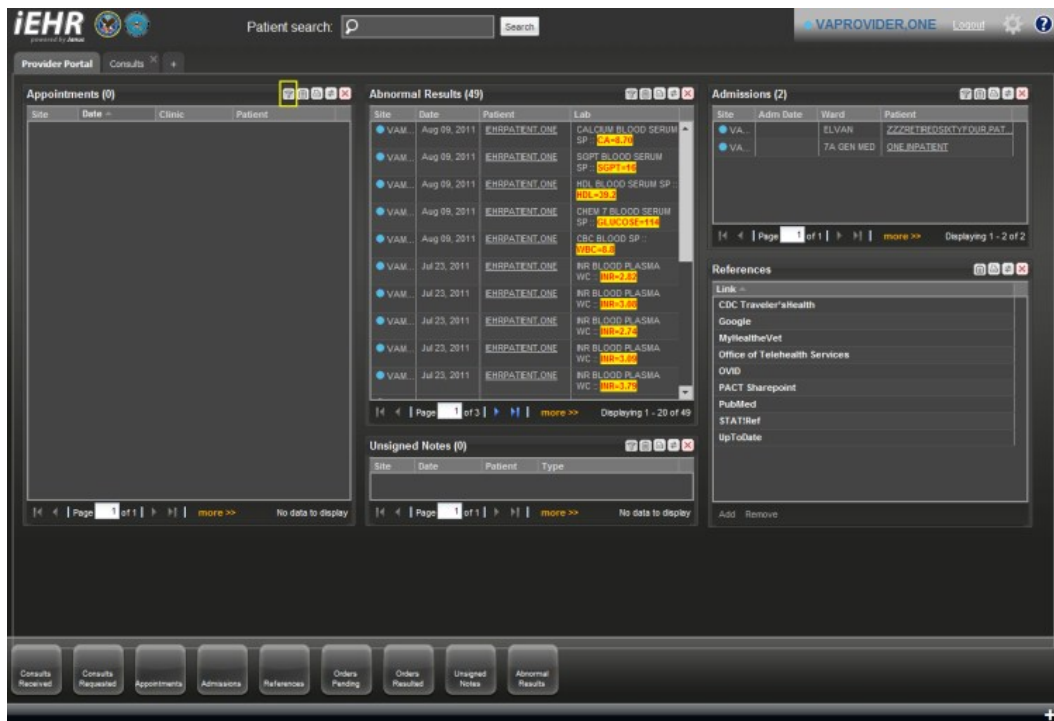 iEHR
powered by Janus
Patient search:
Search
VAPROVIDER,ONE
Logout
Provider Portal
Consults
+
Appointments (0)
Site Date Clinic Patient
Page 1 of 1 more >> No data to display
Abnormal Results (49)
Site Date Patient Lab
VAM... Aug 09, 2011 EHRPATIENT,ONE CALCIUM BLOOD SERUM
SP :: CA=8.70
VAM... Aug 09, 2011 EHRPATIENT,ONE SGPT BLOOD SERUM
SP :: SGPT=16
VAM... Aug 09, 2011 EHRPATIENT,ONE HDL BLOOD SERUM SP ::
HDL=39.2
VAM... Aug 09, 2011 EHRPATIENT,ONE CHEM 7 BLOOD SERUM
SP :: GLUCOSE=114
VAM... Aug 09, 2011 EHRPATIENT,ONE CBC BLOOD SP ::
VAM... Jul 23, 2011 EHRPATIENT,ONE INR BLOOD PLASMA
WC :: INR=2.82
VAM... Jul 23, 2011 EHRPATIENT,ONE INR BLOOD PLASMA
WC :: INR=3.08
VAM... Jul 23, 2011 EHRPATIENT,ONE INR BLOOD PLASMA
WC :: INR=2.74
VAM... Jul 23, 2011 EHRPATIENT,ONE INR BLOOD PLASMA
WC :: INR=3.09
VAM... Jul 23, 2011 EHRPATIENT,ONE INR BLOOD PLASMA
WC :: INR=3.79
Page 1 of 3 more >> Displaying 1 - 20 of 49
Unsigned Notes (0)
Site Date Patient Type
Page 1 of 1 more >> No data to display
Admissions (2)
Site Adm Date Ward Patient
VA... ELVAN ZZZRETIREDSIXTYFOUR,PAT...
VA... 7A GEN MED ONE,INPATIENT
Page 1 of 1 more >> Displaying 1 - 2 of 2
References
Link
CDC Traveler'sHealth
Google
MyHealtheVet
Office of Telehealth Services
OVID
PACT Sharepoint
PubMed
STAT!Ref
UpToDate
Add Remove
Consults Received
Consults Requested
Appointments
Admissions
References
Orders Pending
Orders Resulted
Unsigned Notes
Abnormal Results